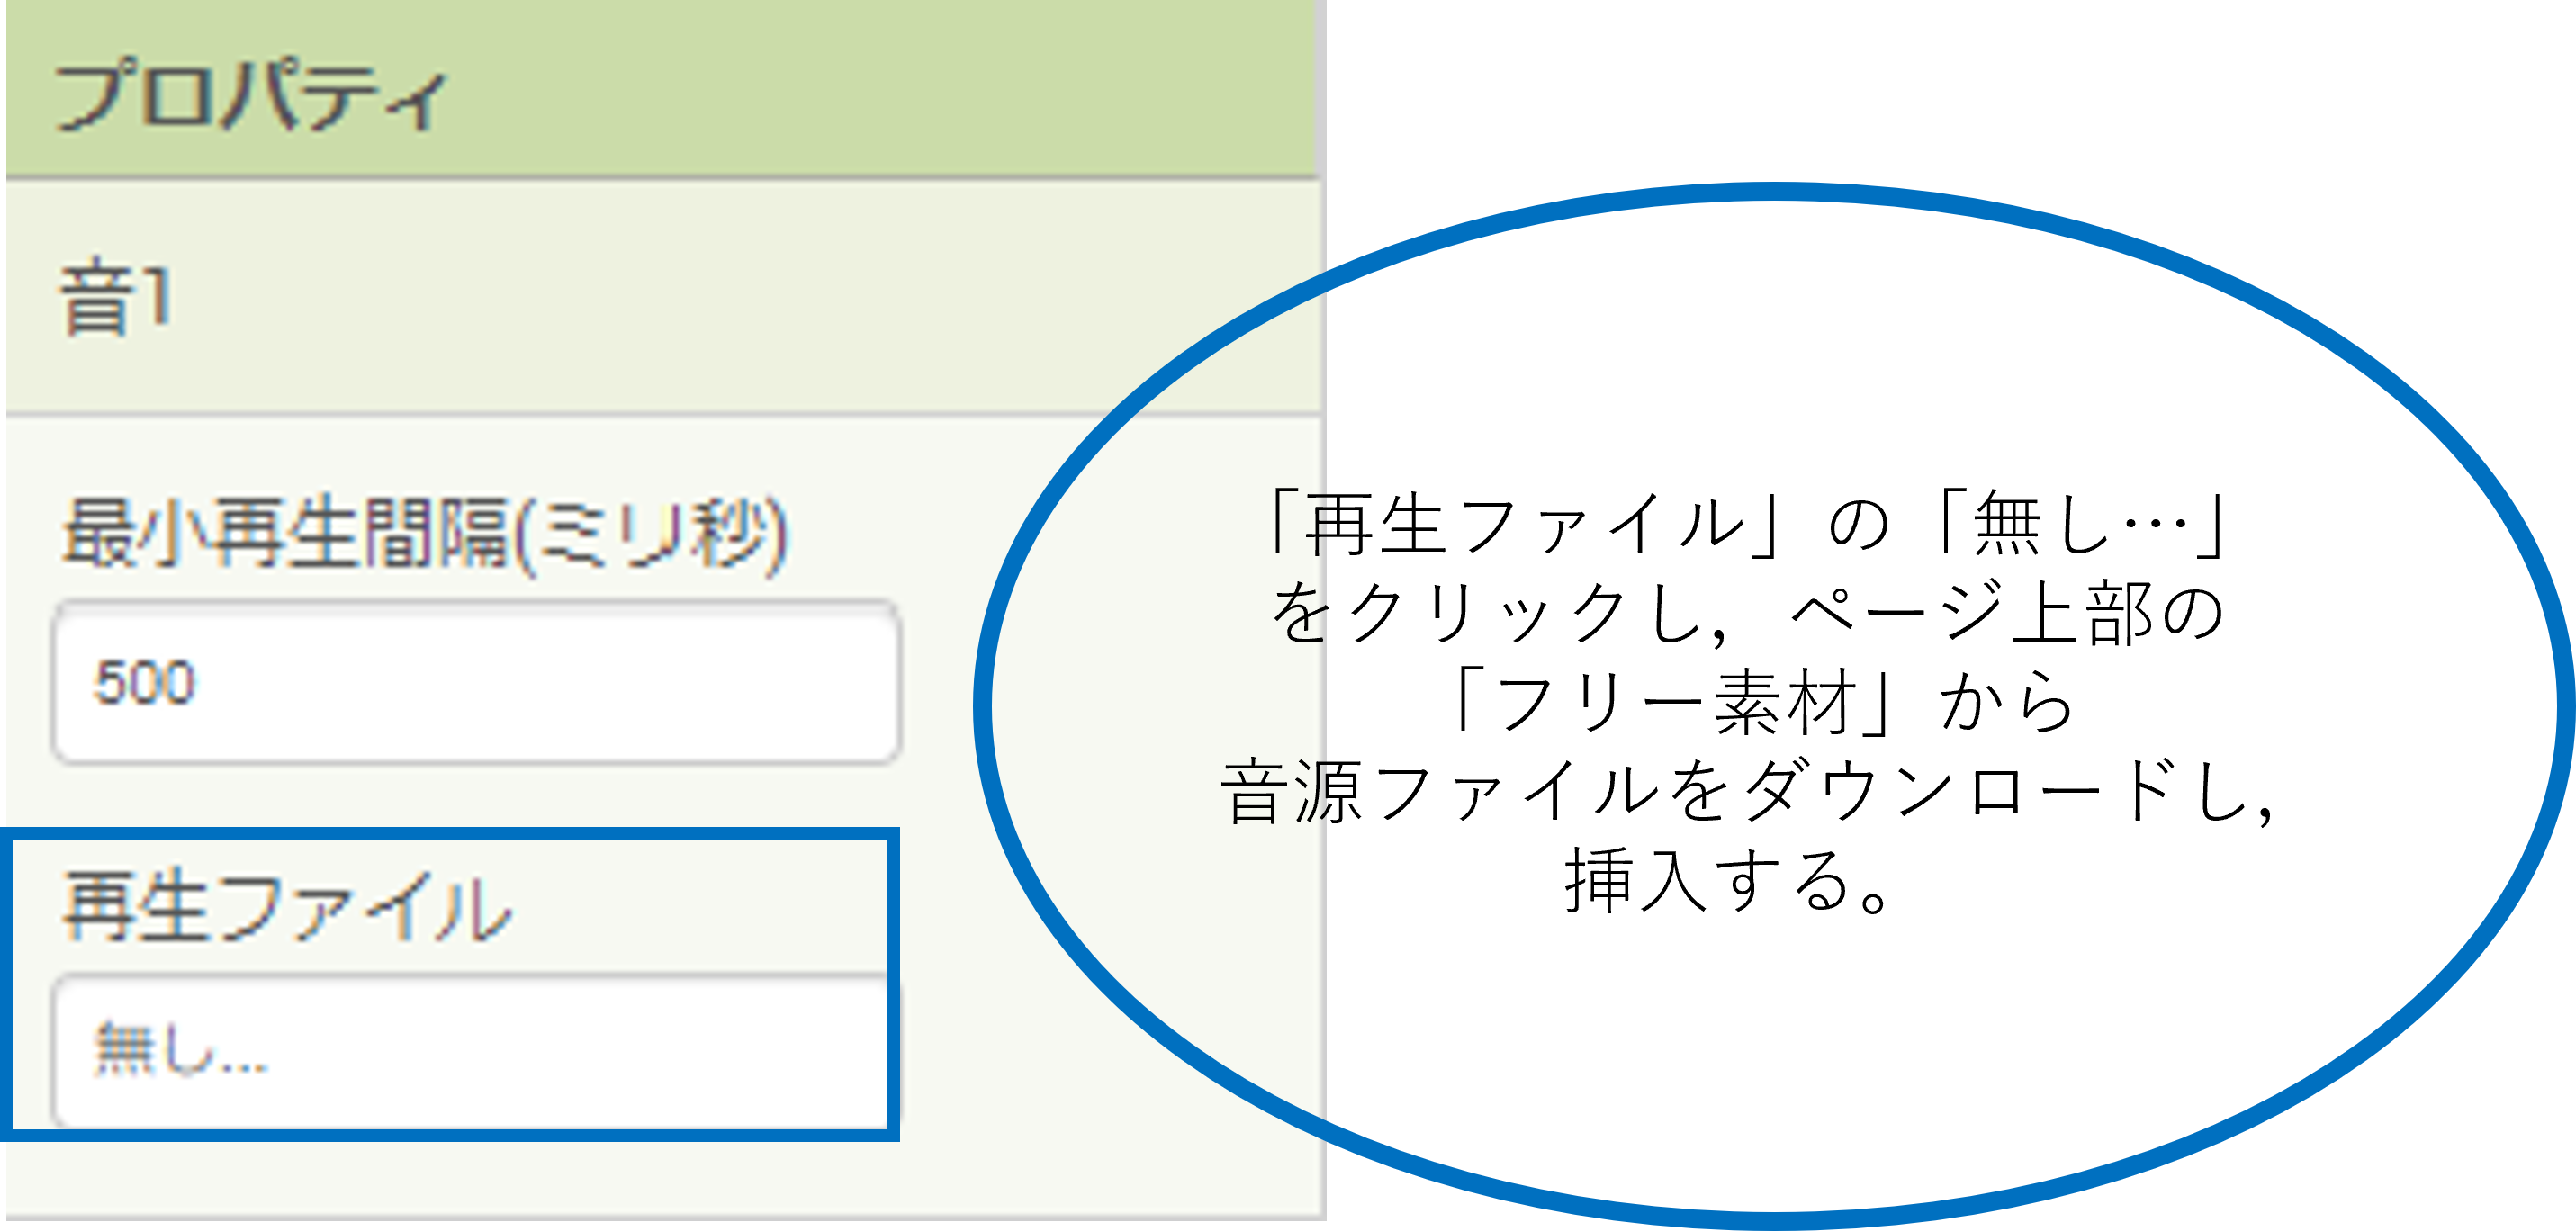 プロパティ
音1
最小再生間隔(ミリ秒)
500
再生ファイル
無し...
「再生ファイル」の「無し…」
をクリックし，ページ上部の
「フリー素材」から
音源ファイルをダウンロードし，
挿入する。